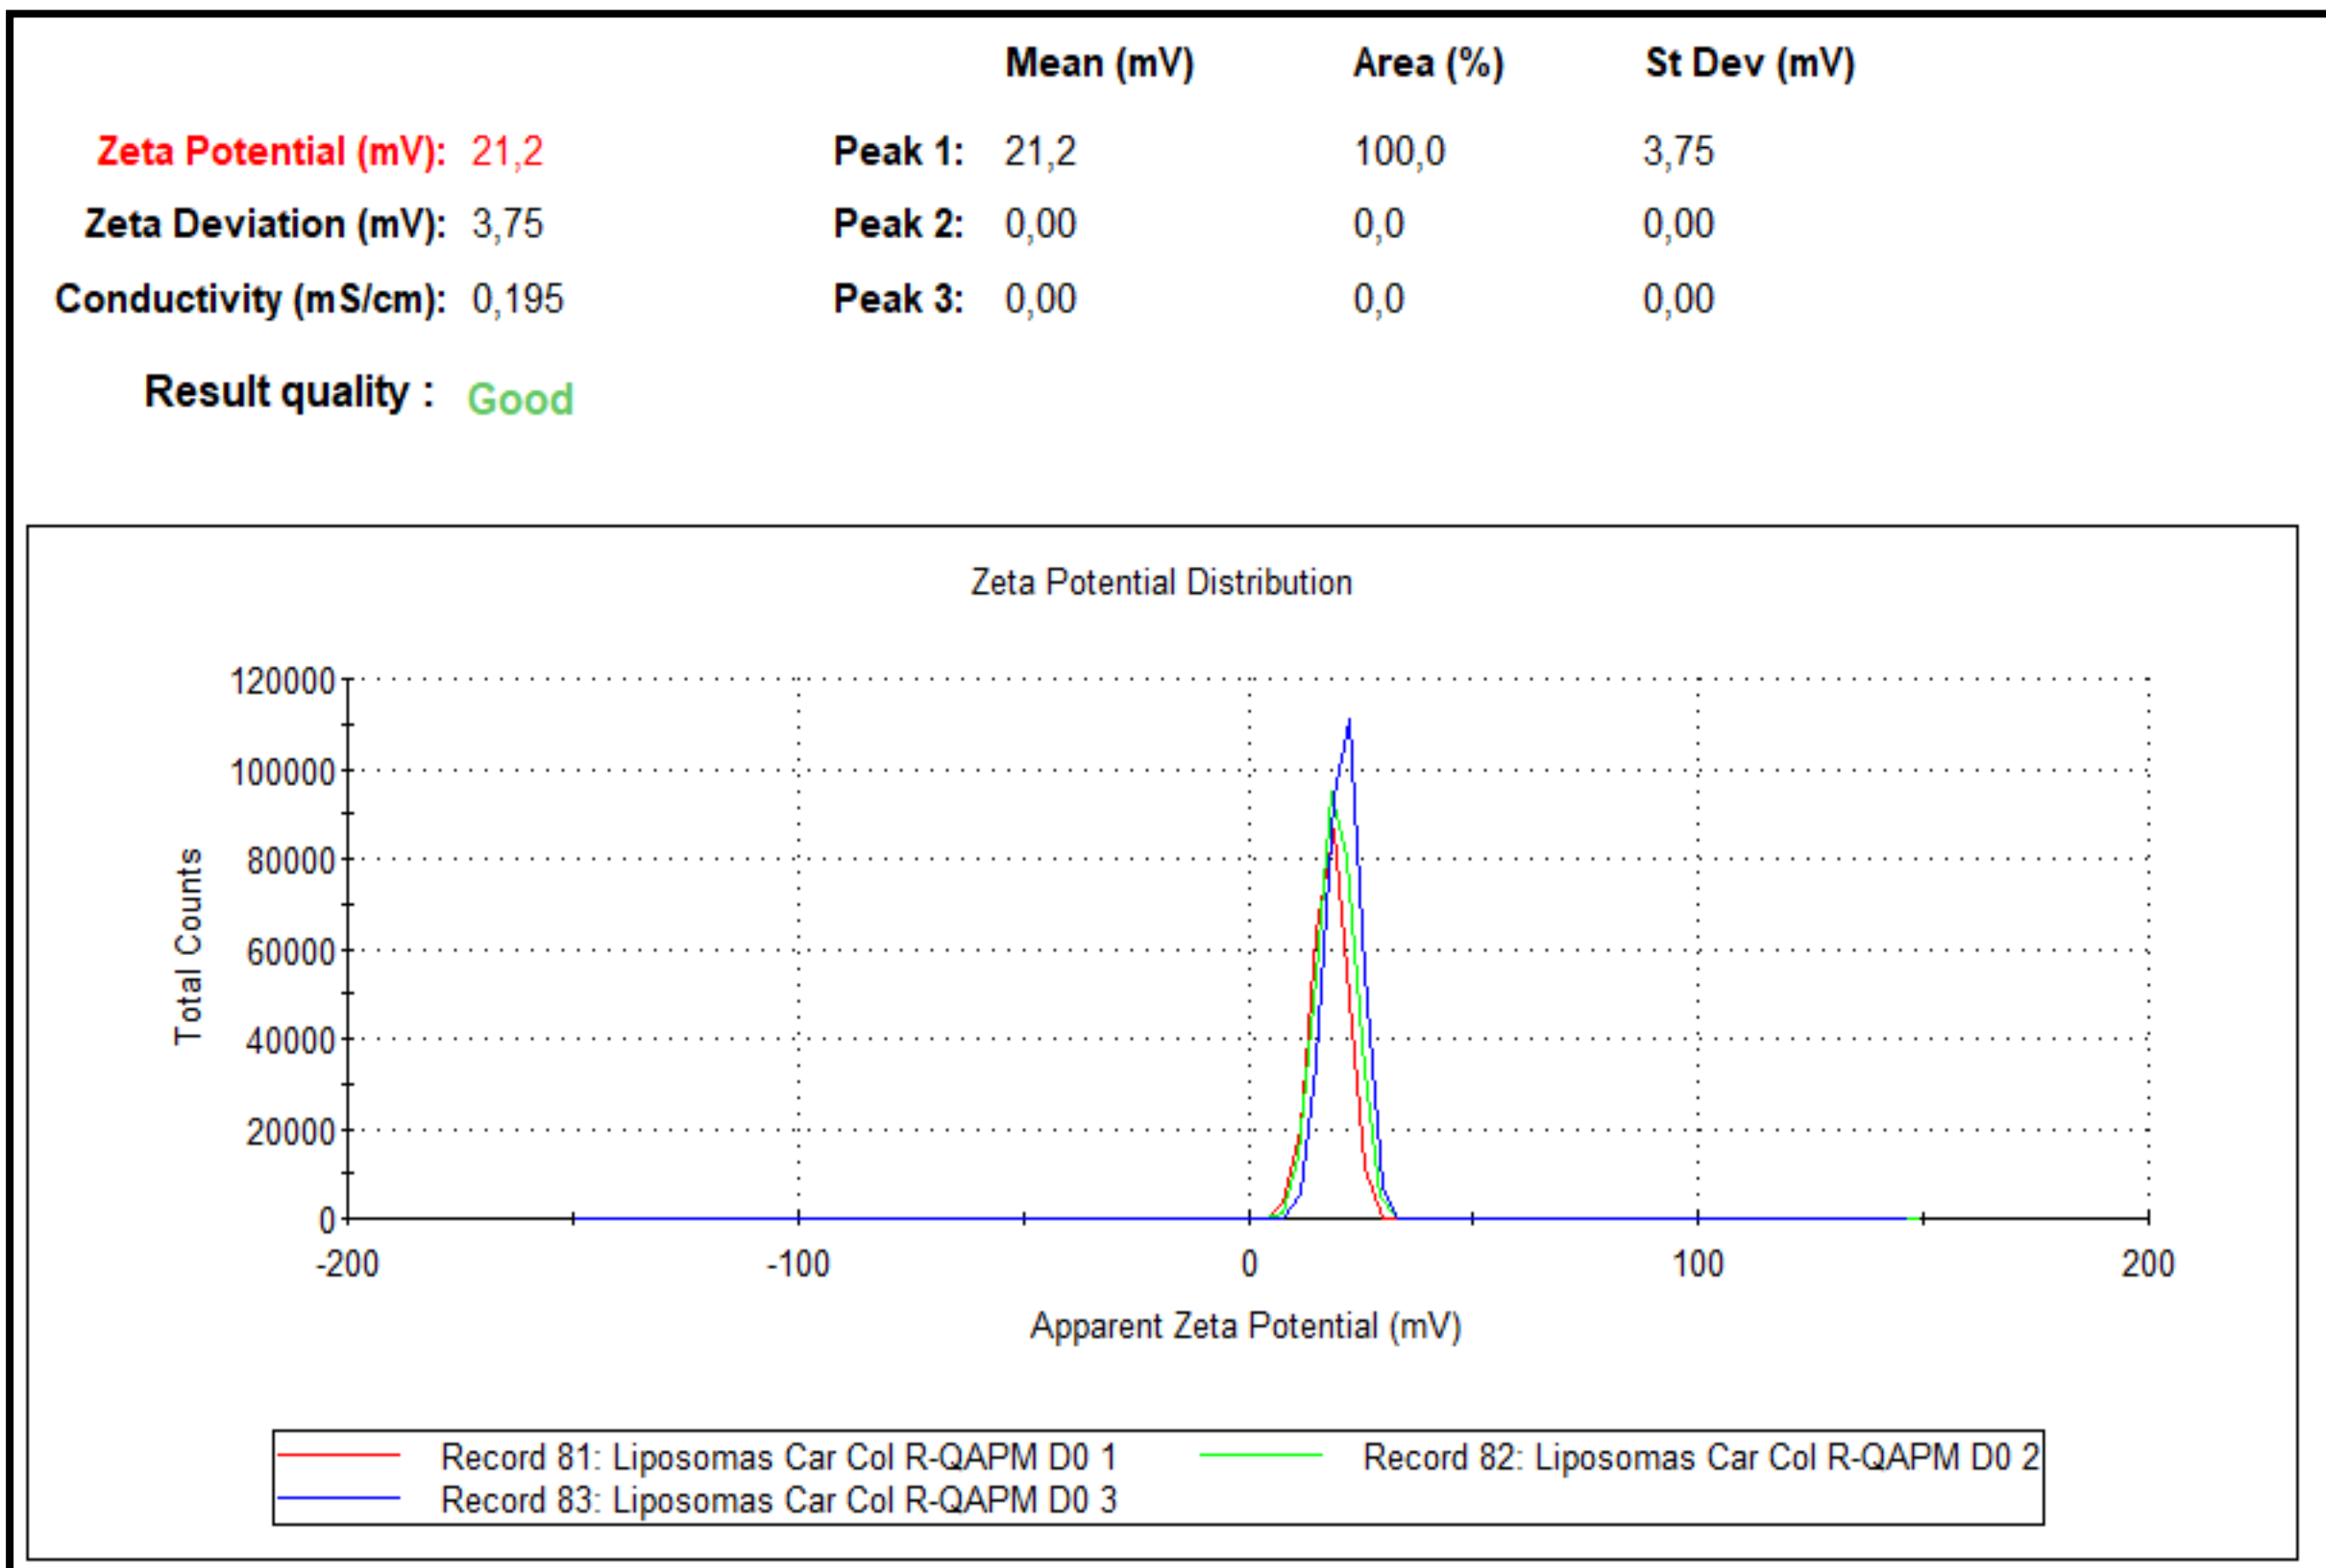 Mean (mV) Area (%) St Dev (mV)
Zeta Potential (mV): 21,2 Peak 1: 21,2 100,0 3,75
Zeta Deviation (mV): 3,75 Peak 2: 0,00 0,0 0,00
Conductivity (mS/cm): 0,195 Peak 3: 0,00 0,0 0,00
Result quality : Good
Zeta Potential Distribution
120000
100000
80000
60000
40000
20000
0
Total Counts
-200 -100 0 100 200
Apparent Zeta Potential (mV)
Record 81: Liposomas Car Col R-QAPM D0 1 Record 82: Liposomas Car Col R-QAPM D0 2
Record 83: Liposomas Car Col R-QAPM D0 3